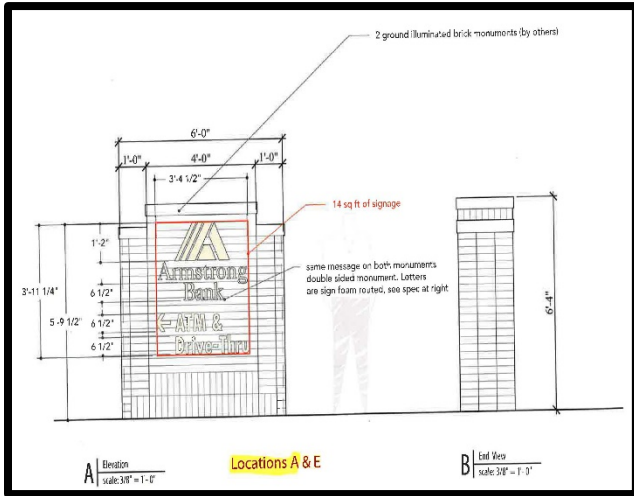 2 ground illuminated brick monuments (by others)
6'-0"
1'-0"
4'-0"
1'-0"
3'-4 1/2"
14 sq ft of signage
1'-2"
Armstrong
Bank
same message on both monuments
double sided monument. Letters
are sign foam routed, see spec at right
3'-11 1/4"
6 1/2"
5 -9 1/2"
6 1/2"
← ATM &
Drive-Thru
6 1/2"
6'-4"
A
Elevation
scale: 3/8" = 1'-0"
Locations A & E
B
End View
scale: 3/8" = 1'-0"